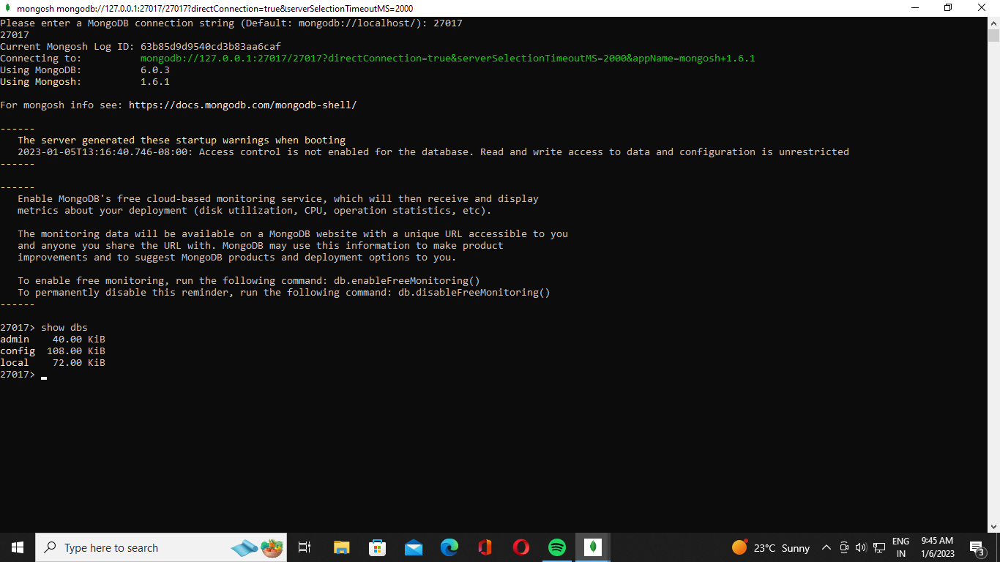 mongosh mongodb://127.0.0.1:27017/27017?directConnection=true&serverSelectionTimeoutMS=2000
Please enter a MongoDB connection string (Default: mongodb://localhost/): 27017
27017
Current Mongosh Log ID: 63b85d9d9540cd3b83aa6caf
Connecting to:          mongodb://127.0.0.1:27017/27017?directConnection=true&serverSelectionTimeoutMS=2000&appName=mongosh+1.6.1
Using MongoDB:          6.0.3
Using Mongosh:          1.6.1
For mongosh info see: https://docs.mongodb.com/mongodb-shell/
------
The server generated these startup warnings when booting
2023-01-05T13:16:40.746-08:00: Access control is not enabled for the database. Read and write access to data and configuration is unrestricted
------
------
Enable MongoDB's free cloud-based monitoring service, which will then receive and display
metrics about your deployment (disk utilization, CPU, operation statistics, etc).
The monitoring data will be available on a MongoDB website with a unique URL accessible to you
and anyone you share the URL with. MongoDB may use this information to make product
improvements and to suggest MongoDB products and deployment options to you.
To enable free monitoring, run the following command: db.enableFreeMonitoring()
To permanently disable this reminder, run the following command: db.disableFreeMonitoring()
------
27017> show dbs
admin    40.00 KiB
config  108.00 KiB
local    72.00 KiB
27017>
Type here to search
23°C Sunny
ENG
IN
9:45 AM
1/6/2023
3